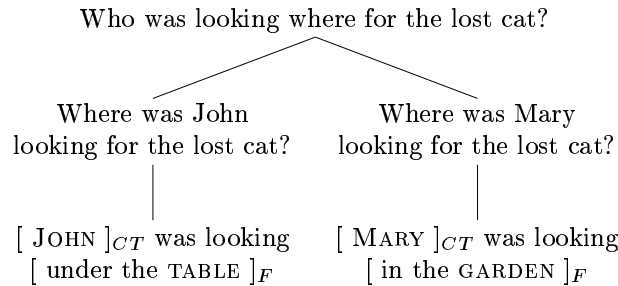 Who was looking where for the lost cat?
Where was John
looking for the lost cat?
Where was Mary
looking for the lost cat?
[ JOHN ]CT was looking
[ under the TABLE ]F
[ MARY ]CT was looking
[ in the GARDEN ]F